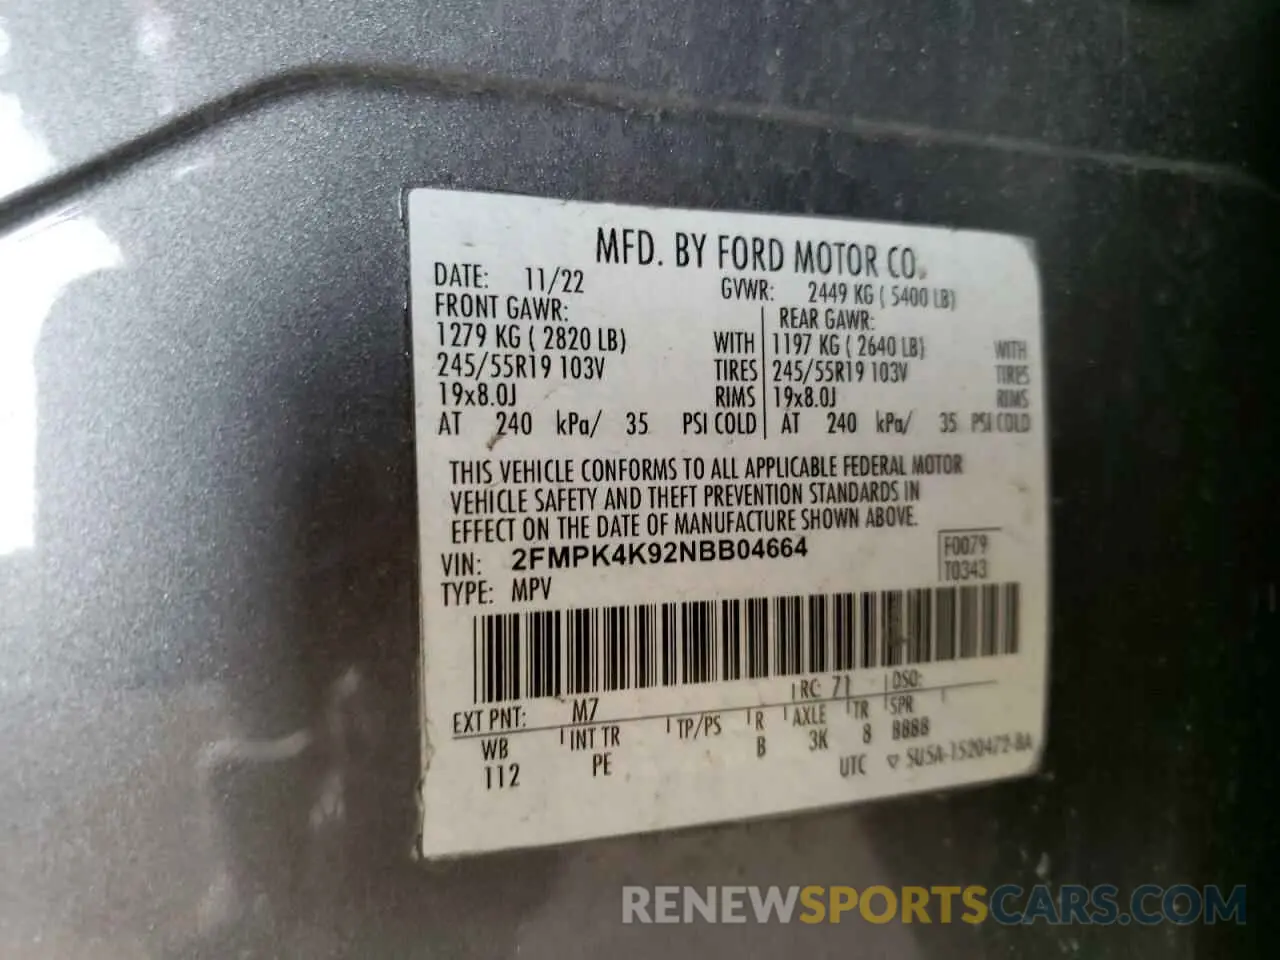 MFD. BY FORD MOTOR CO.
DATE: 11/22 GVWR: 2449 KG ( 5400 LB)
FRONT GAWR: REAR GAWR:
1279 KG ( 2820 LB) WITH 1197 KG ( 2640 LB) WITH
245/55R19 103V TIRES 245/55R19 103V TIRES
19x8.0J RIMS 19x8.0J RIMS
AT 240 kPa/ 35 PSI COLD AT 240 kPa/ 35 PSI COLD
THIS VEHICLE CONFORMS TO ALL APPLICABLE FEDERAL MOTOR
VEHICLE SAFETY AND THEFT PREVENTION STANDARDS IN
EFFECT ON THE DATE OF MANUFACTURE SHOWN ABOVE.
VIN: 2FMPK4K92NBB04664 F0079
TYPE: MPV T0343
EXT PNT: M7 RC: 71 DSO:
WB INT TR TP/PS R AXLE TR SPR
112 PE B 3K 8 8888
UTC ▽ SU5A-1520472-BA
RENEWSPORTSCARS.COM